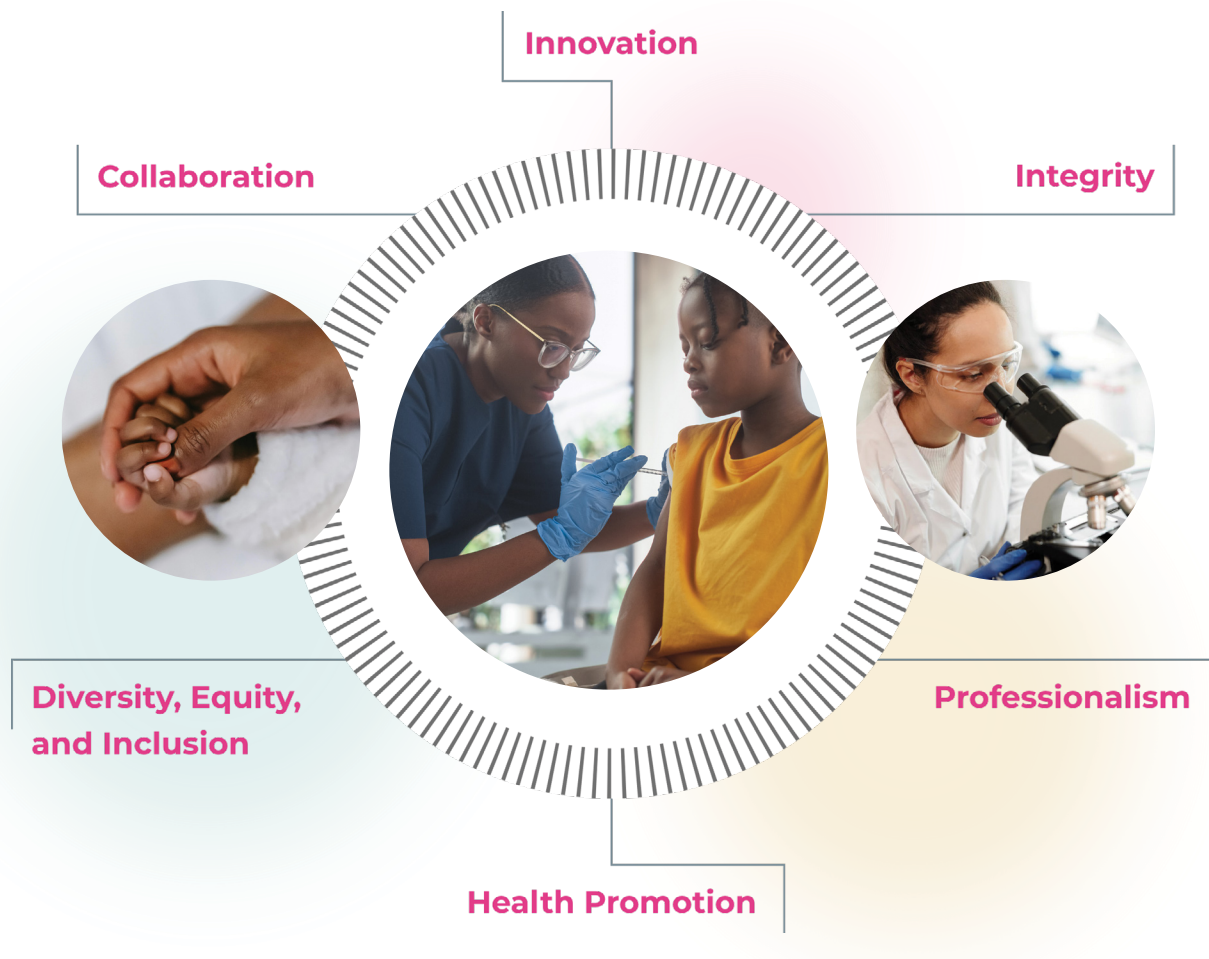 Innovation
Collaboration
Integrity
Diversity, Equity,
and Inclusion
Professionalism
Health Promotion